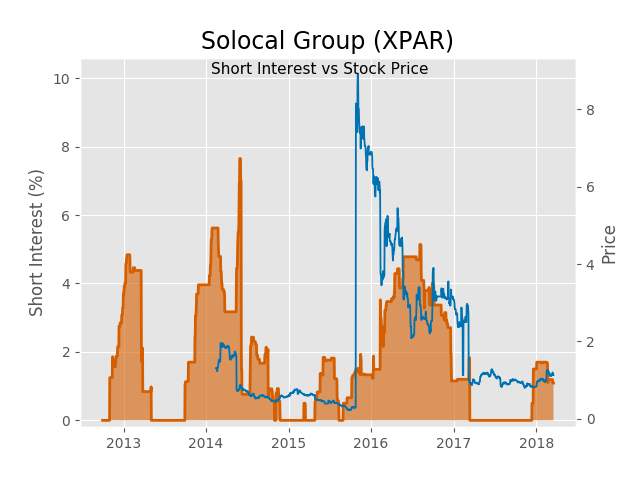 Solocal Group (XPAR)
Short Interest vs Stock Price
Short Interest (%)
10
8
6
4
2
0
8
6
4
2
0
Price
2013 2014 2015 2016 2017 2018